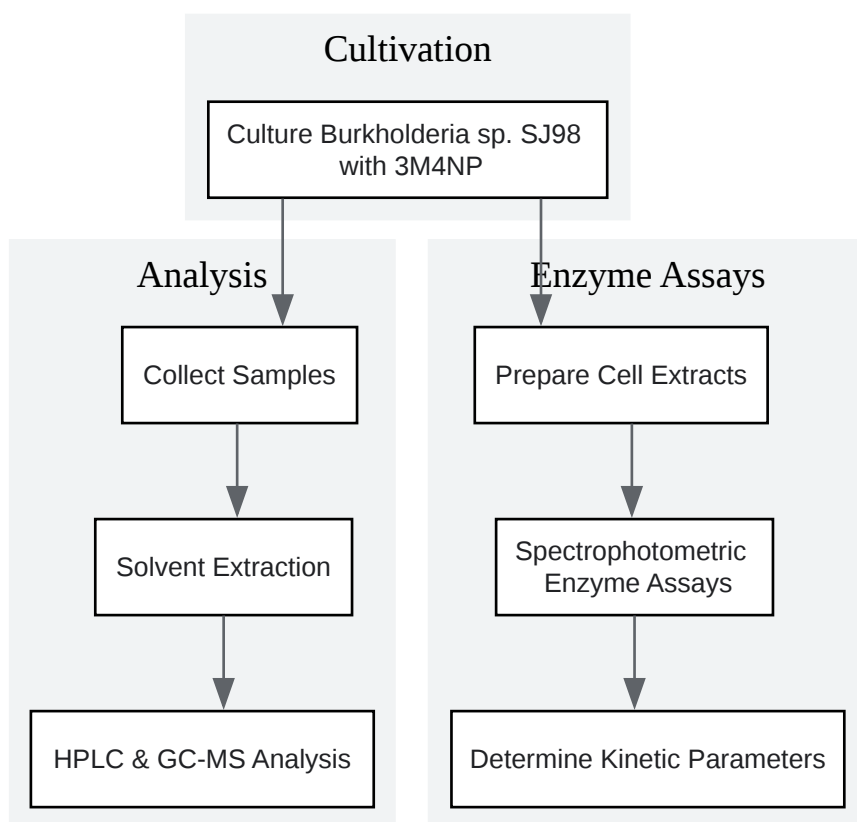 Cultivation
Culture Burkholderia sp. SJ98
with 3M4NP
Analysis
Collect Samples
Solvent Extraction
HPLC & GC-MS Analysis
Enzyme Assays
Prepare Cell Extracts
Spectrophotometric
Enzyme Assays
Determine Kinetic Parameters